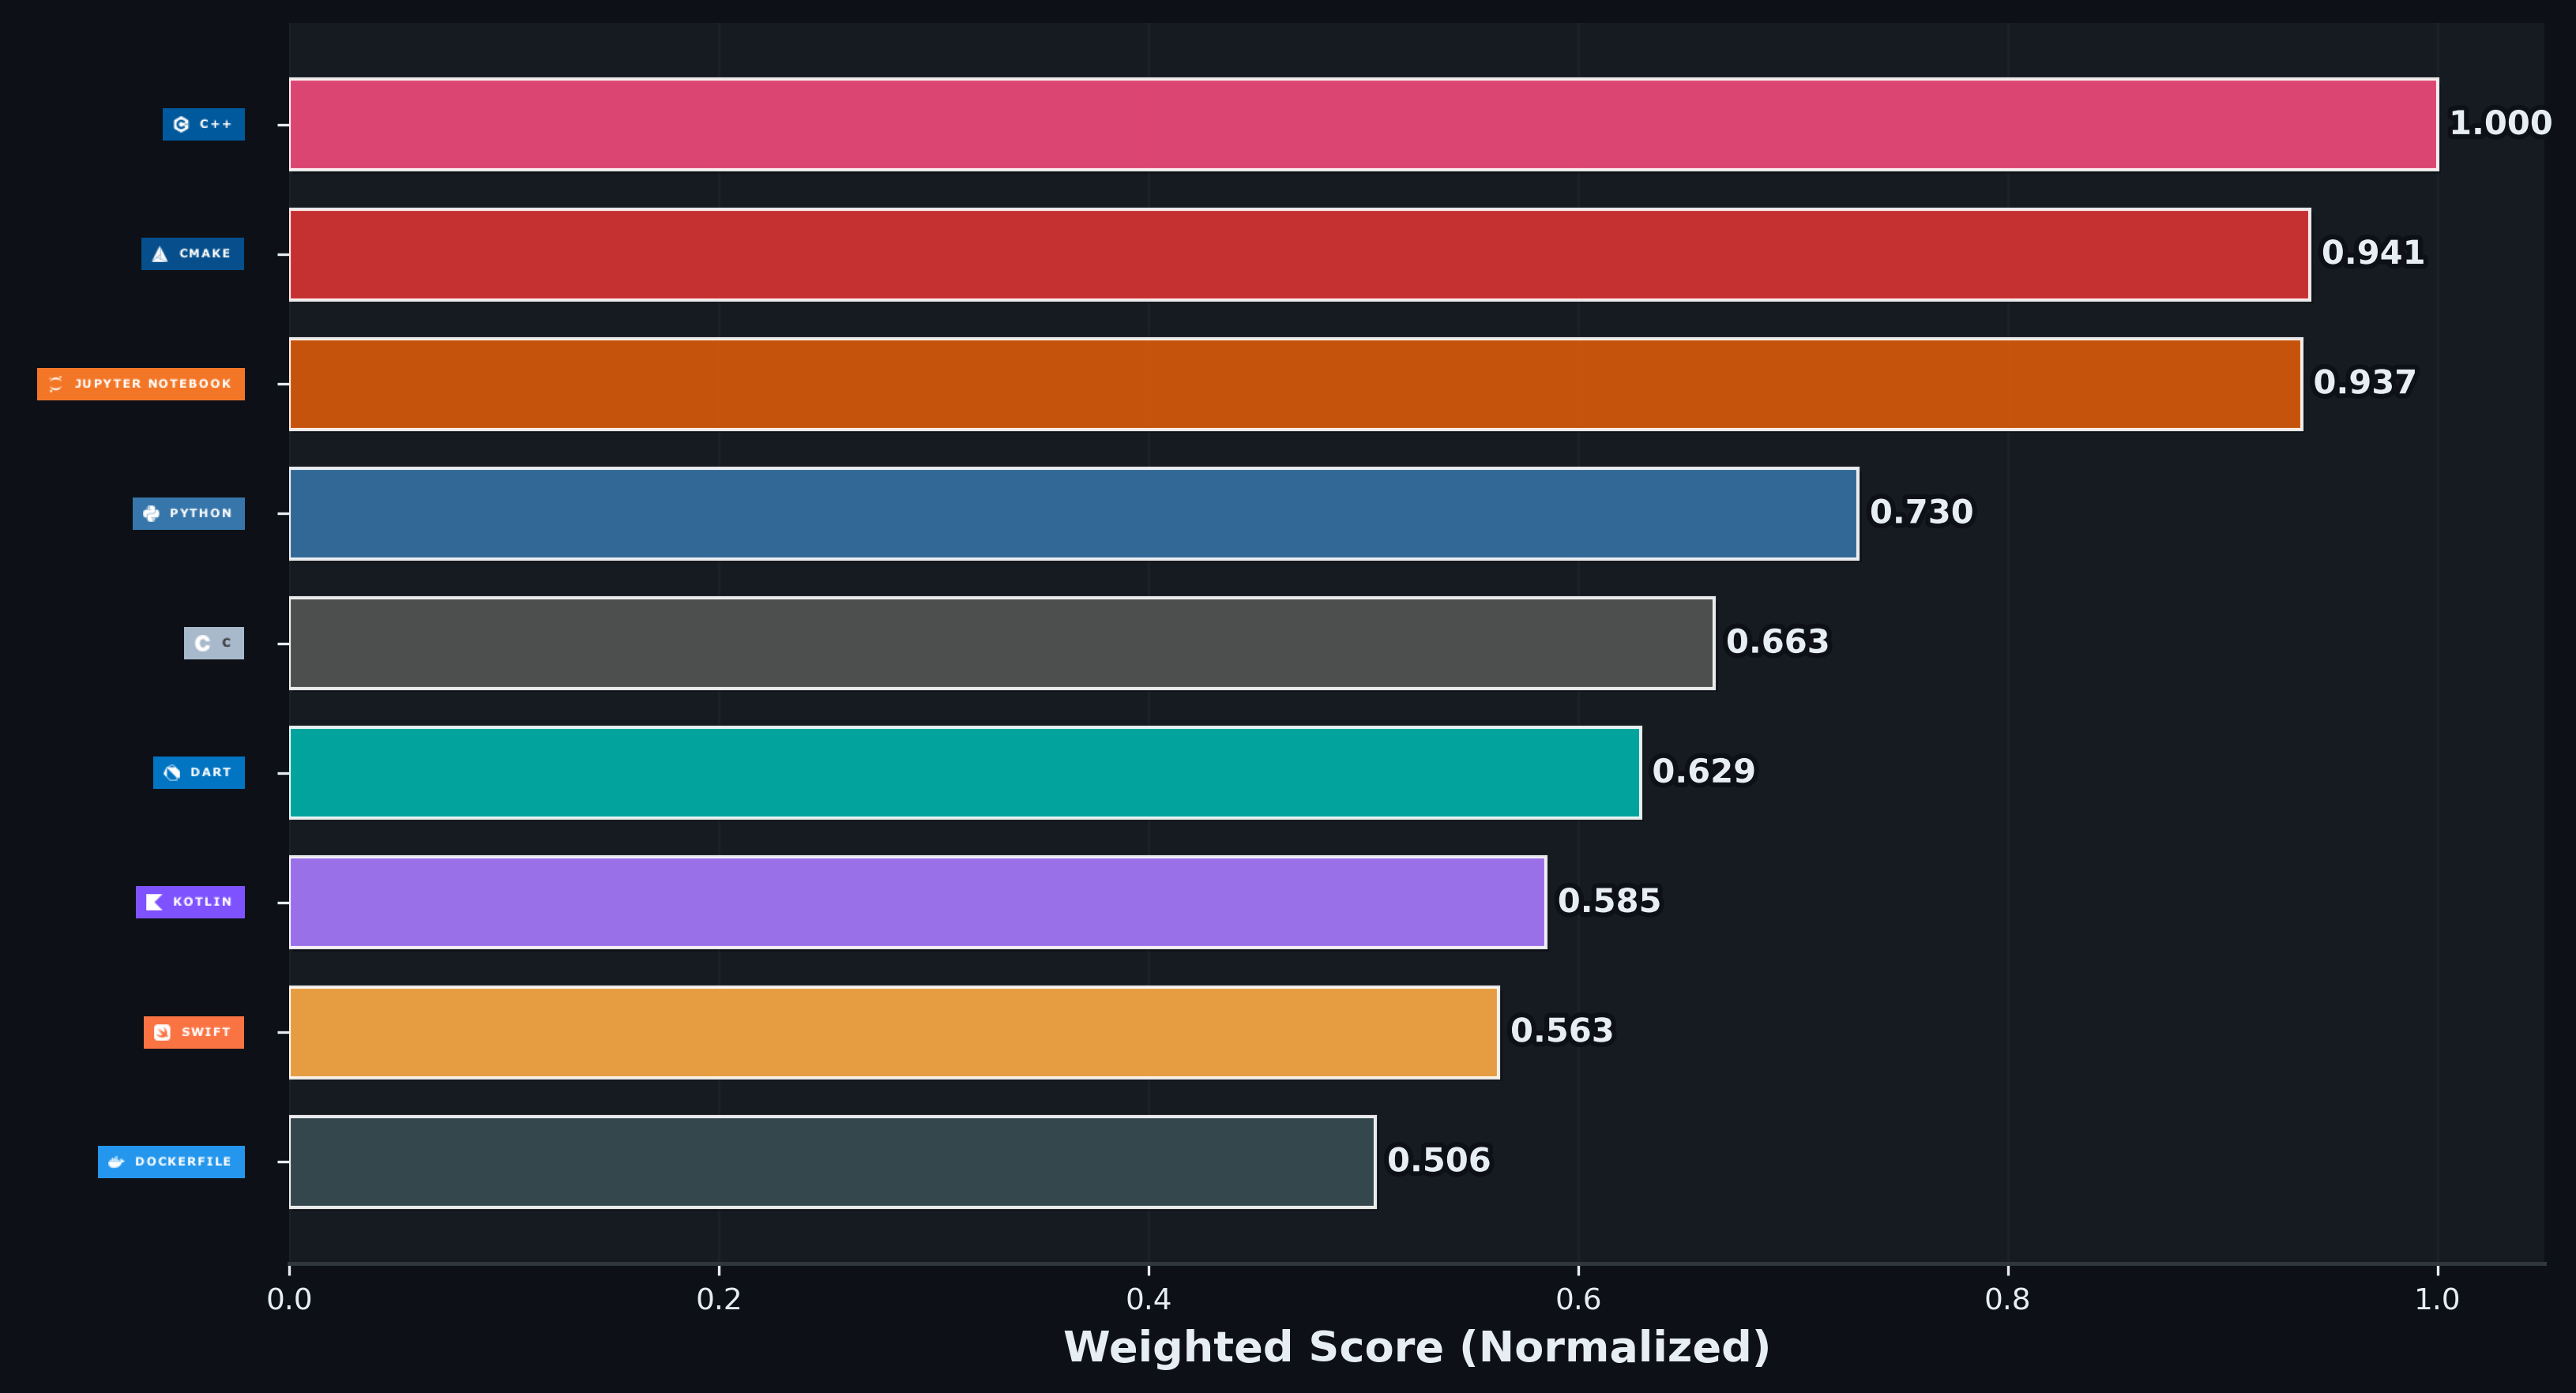 C++ 1.000
CMAKE 0.941
JUPYTER NOTEBOOK 0.937
PYTHON 0.730
C C 0.663
DART 0.629
KOTLIN 0.585
SWIFT 0.563
DOCKERFILE 0.506
0.0 0.2 0.4 0.6 0.8 1.0
Weighted Score (Normalized)